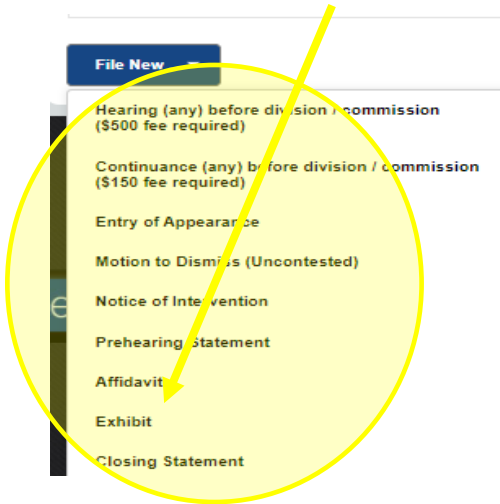 File New
Hearing (any) before division / commission
($500 fee required)
Continuance (any) before division / commission
($150 fee required)
Entry of Appearance
Motion to Dismiss (Uncontested)
Notice of Intervention
Prehearing Statement
Affidavit
Exhibit
Closing Statement
e